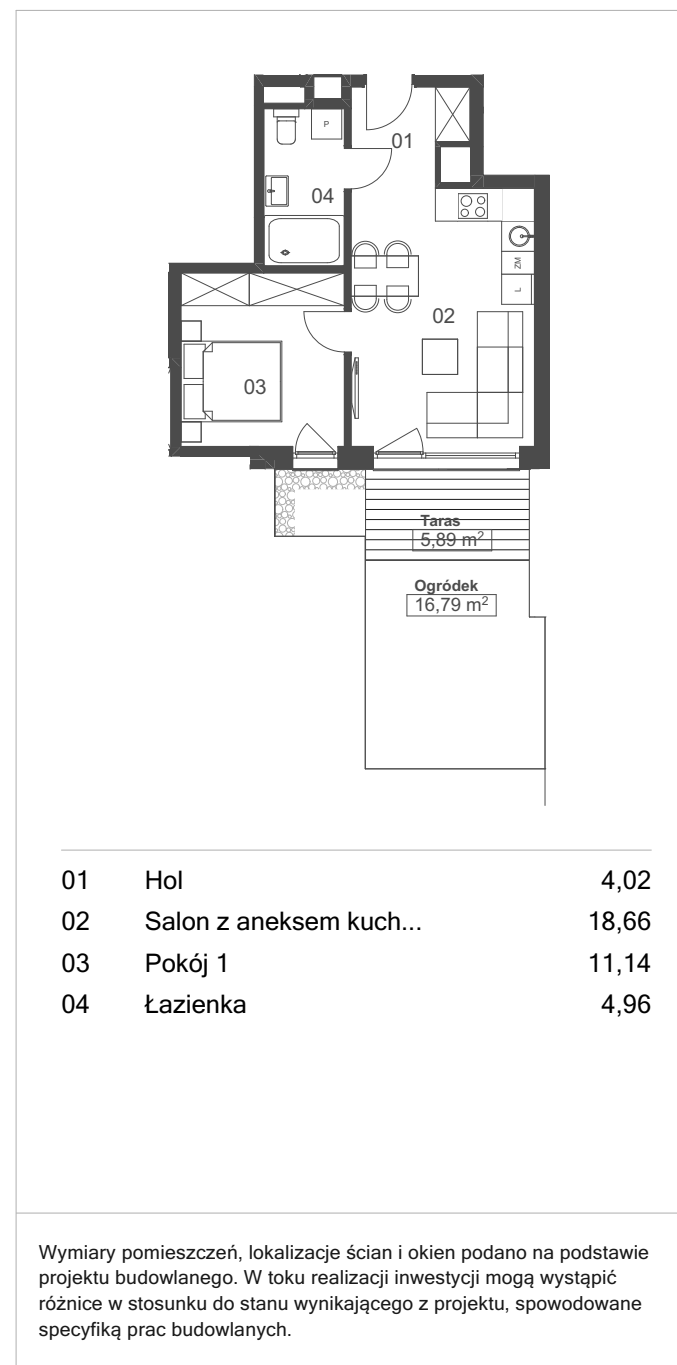 P
01
04
ZM
L
02
03
Taras
5,89 m²
Ogródek
16,79 m²
01 Hol 4,02
02 Salon z aneksem kuch... 18,66
03 Pokój 1 11,14
04 Łazienka 4,96
Wymiary pomieszczeń, lokalizacje ścian i okien podano na podstawie
projektu budowlanego. W toku realizacji inwestycji mogą wystąpić
różnice w stosunku do stanu wynikającego z projektu, spowodowane
specyfiką prac budowlanych.